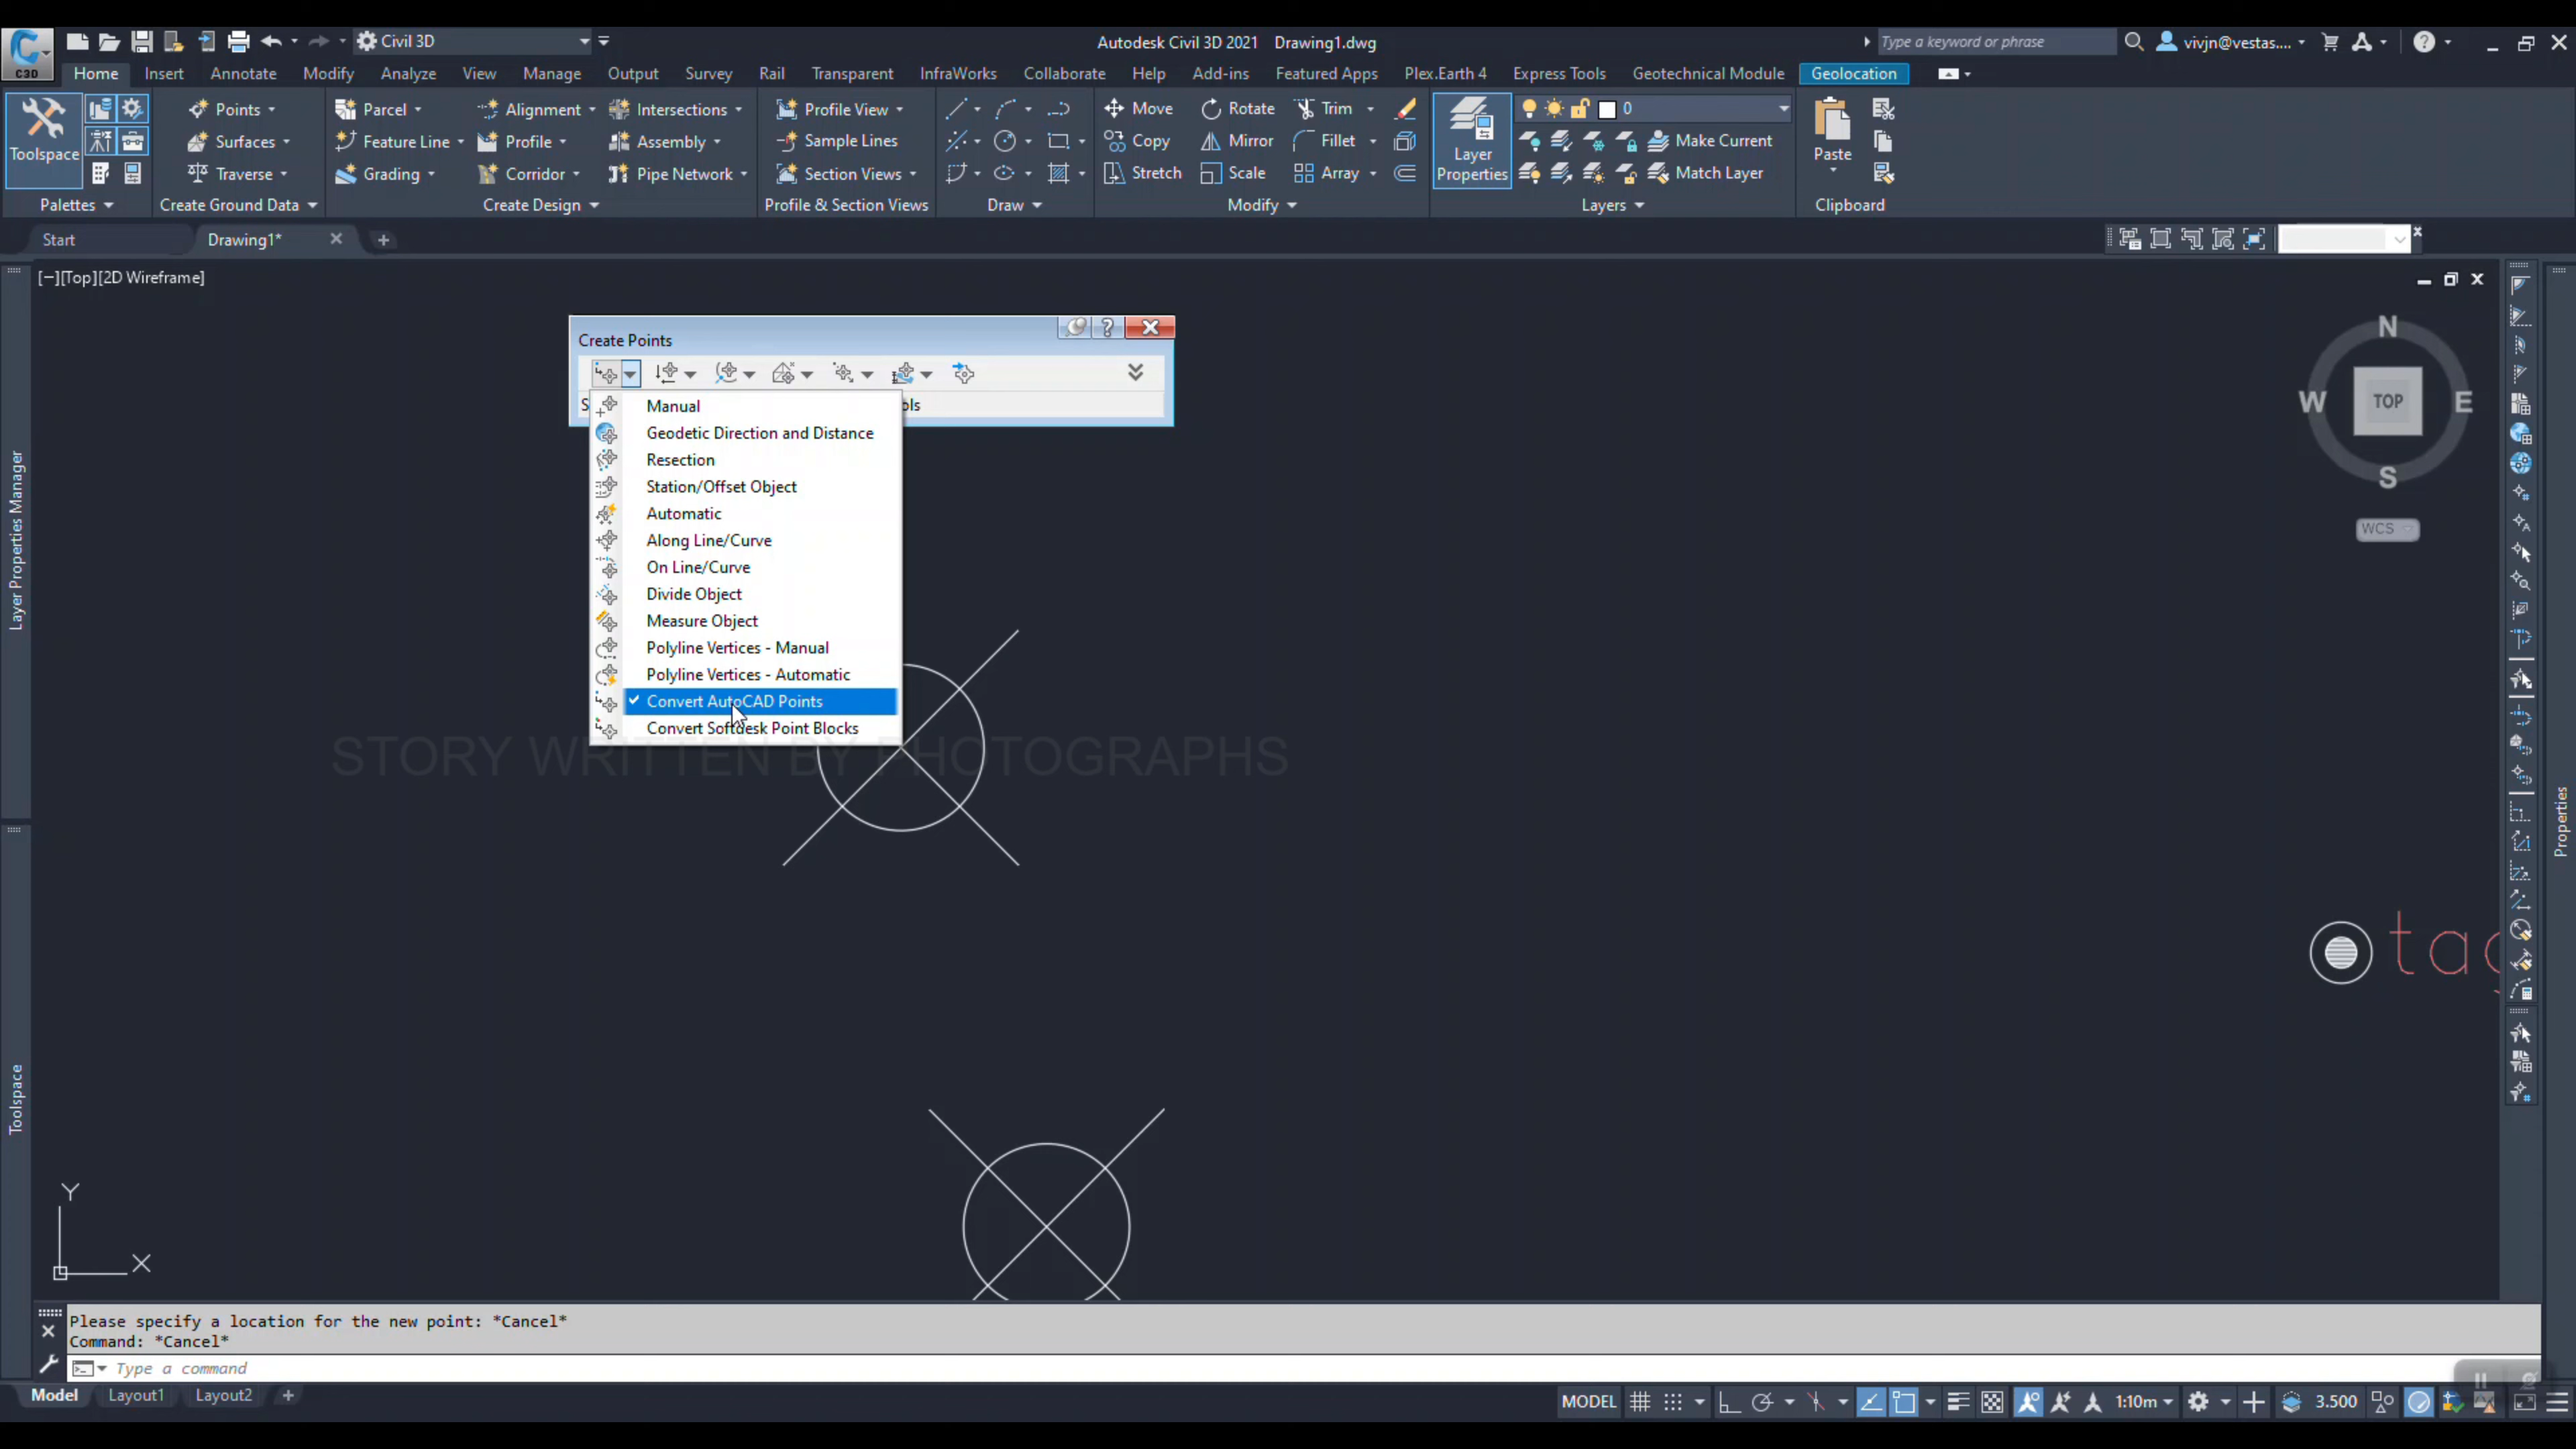 Civil 3D
Autodesk Civil 3D 2021 Drawing1.dwg
Type a keyword or phrase
vivjn@vestas....
C3D
Home Insert Annotate Modify Analyze View Manage Output Survey Rail Transparent InfraWorks Collaborate Help Add-ins Featured Apps Plex.Earth 4 Express Tools Geotechnical Module Geolocation
Points Parcel Alignment Intersections Profile View Move Rotate Trim 0
Toolspace Surfaces Feature Line Profile Assembly Sample Lines Copy Mirror Fillet Layer Properties Make Current Paste
Traverse Grading Corridor Pipe Network Section Views Stretch Scale Array Match Layer
Palettes Create Ground Data Create Design Profile & Section Views Draw Modify Layers Clipboard
Start Drawing1*
[−][Top][2D Wireframe]
Create Points
Manual
Geodetic Direction and Distance
Resection
Station/Offset Object
Automatic
Along Line/Curve
On Line/Curve
Divide Object
Measure Object
Polyline Vertices - Manual
Polyline Vertices - Automatic
Convert AutoCAD Points
Convert Softdesk Point Blocks
STORY WRITTEN BY PHOTOGRAPHS
N
W TOP E
S
WCS
Layer Properties Manager
Toolspace
Properties
Y
X
Please specify a location for the new point: *Cancel*
Command: *Cancel*
Type a command
Model Layout1 Layout2
MODEL 1:10m 3.500